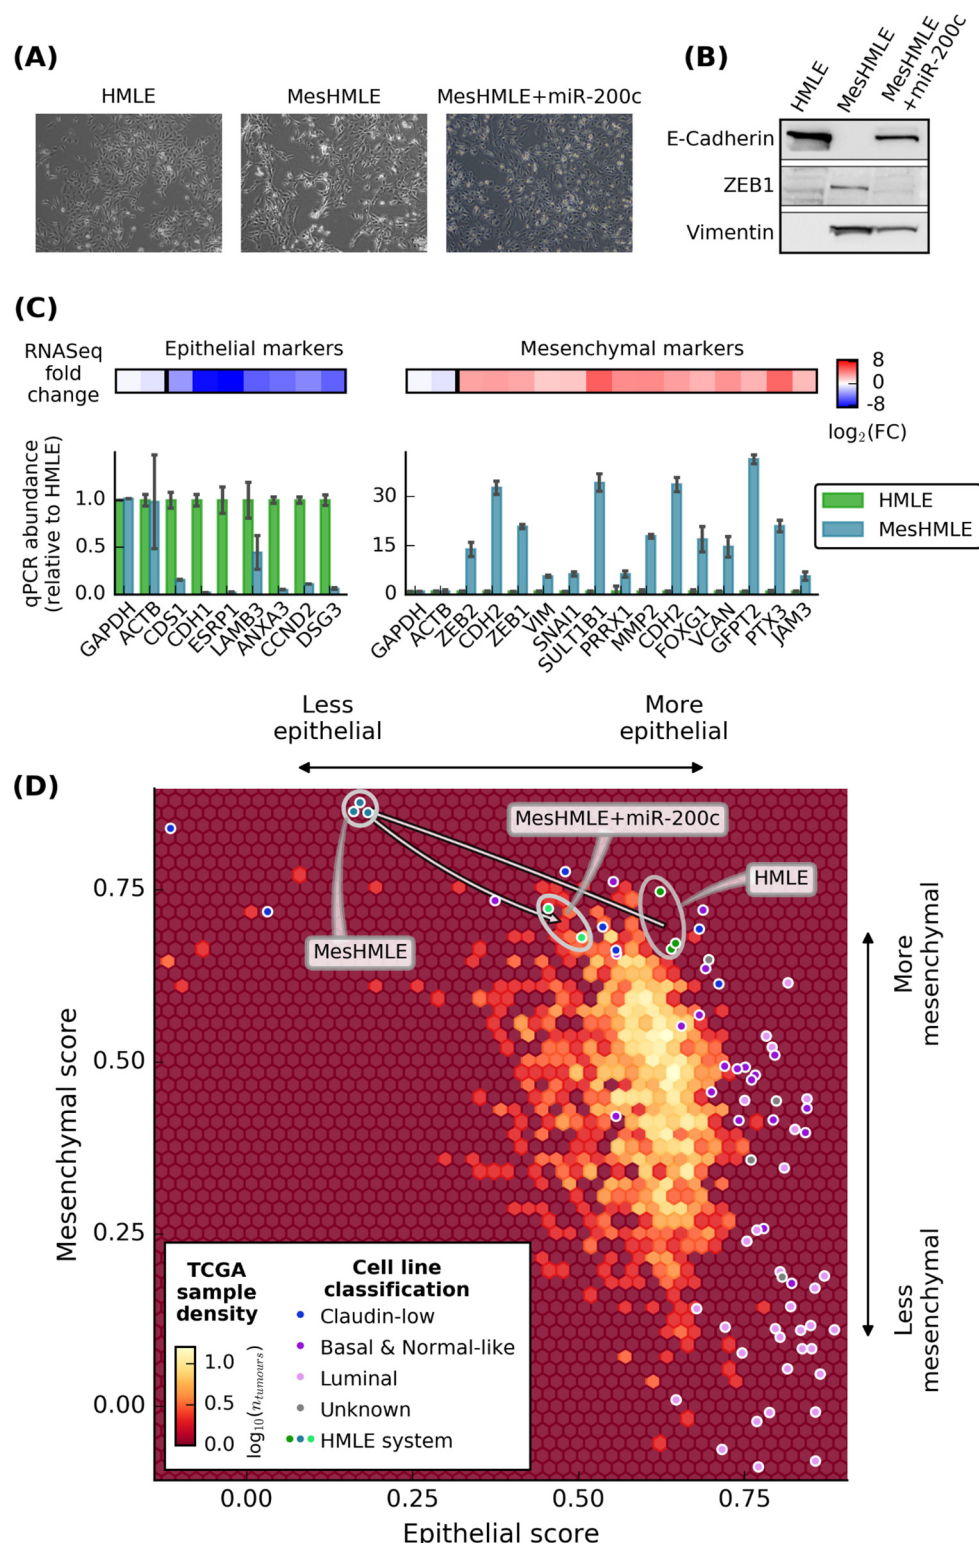 (A)
HMLE
MesHMLE
MesHMLE+miR-200c
(B)
HMLE
MesHMLE
MesHMLE
+miR-200c
E-Cadherin
ZEB1
Vimentin
(C)
RNASeq
fold
change
Epithelial markers
Mesenchymal markers
8
0
-8
log2(FC)
qPCR abundance
(relative to HMLE)
1.0
0.5
0.0
GAPDH
ACTB
CDS1
CDH1
ESRP1
LAMB3
ANXA3
CCND2
DSG3
30
15
0
GAPDH
ACTB
ZEB2
CDH2
ZEB1
VIM
SNAI1
SULT1B1
PRRX1
MMP2
CDH2
FOXG1
VCAN
GFPT2
PTX3
JAM3
HMLE
MesHMLE
Less
epithelial
More
epithelial
(D)
MesHMLE+miR-200c
HMLE
MesHMLE
Mesenchymal score
0.75
0.50
0.25
0.00
More
mesenchymal
Less
mesenchymal
TCGA
sample
density
1.0
0.5
0.0
log10(ntumours)
Cell line
classification
Claudin-low
Basal & Normal-like
Luminal
Unknown
HMLE system
0.00
0.25
0.50
0.75
Epithelial score